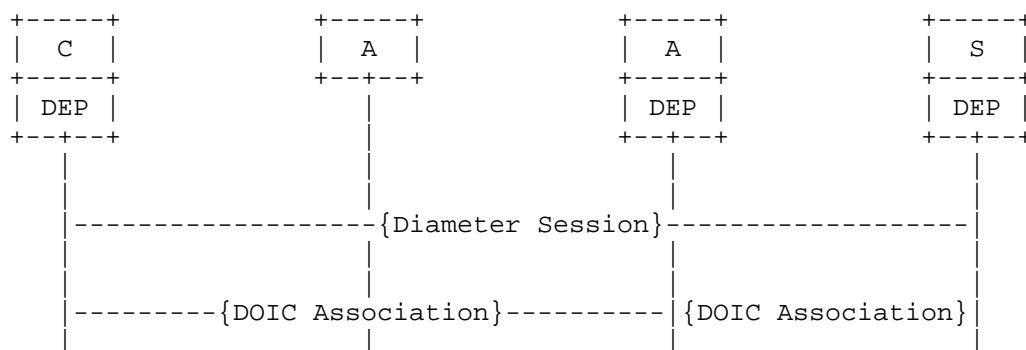 C A A S
DEP DEP DEP
{Diameter Session}
{DOIC Association} {DOIC Association}